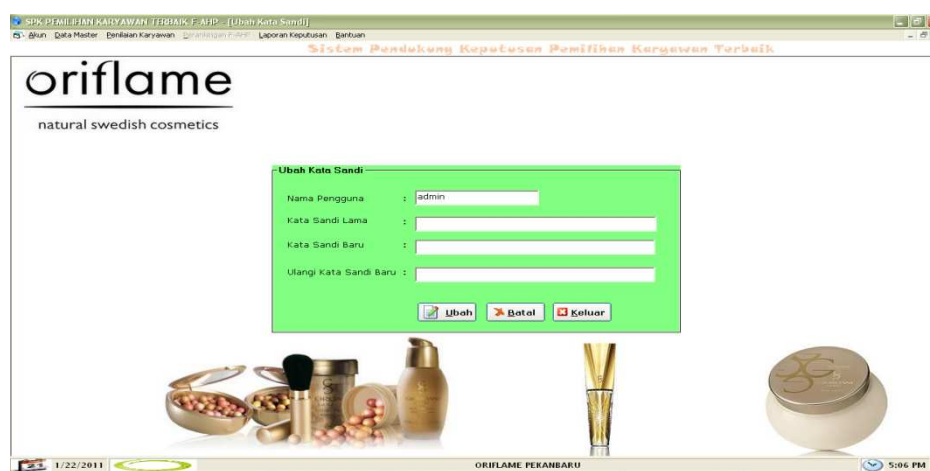 SPK PEMILIHAN KARYAWAN TERBAIK F-AHP - [Ubah Kata Sandi]
Akun Data Master Penilaian Karyawan Perankingan F-AHP Laporan Keputusan Bantuan
Sistem Pendukung Keputusan Pemilihan Karyawan Terbaik
oriflame
natural swedish cosmetics
Ubah Kata Sandi
Nama Pengguna : admin
Kata Sandi Lama :
Kata Sandi Baru :
Ulangi Kata Sandi Baru :
Ubah Batal Keluar
1/22/2011 ORIFLAME PEKANBARU 5:06 PM